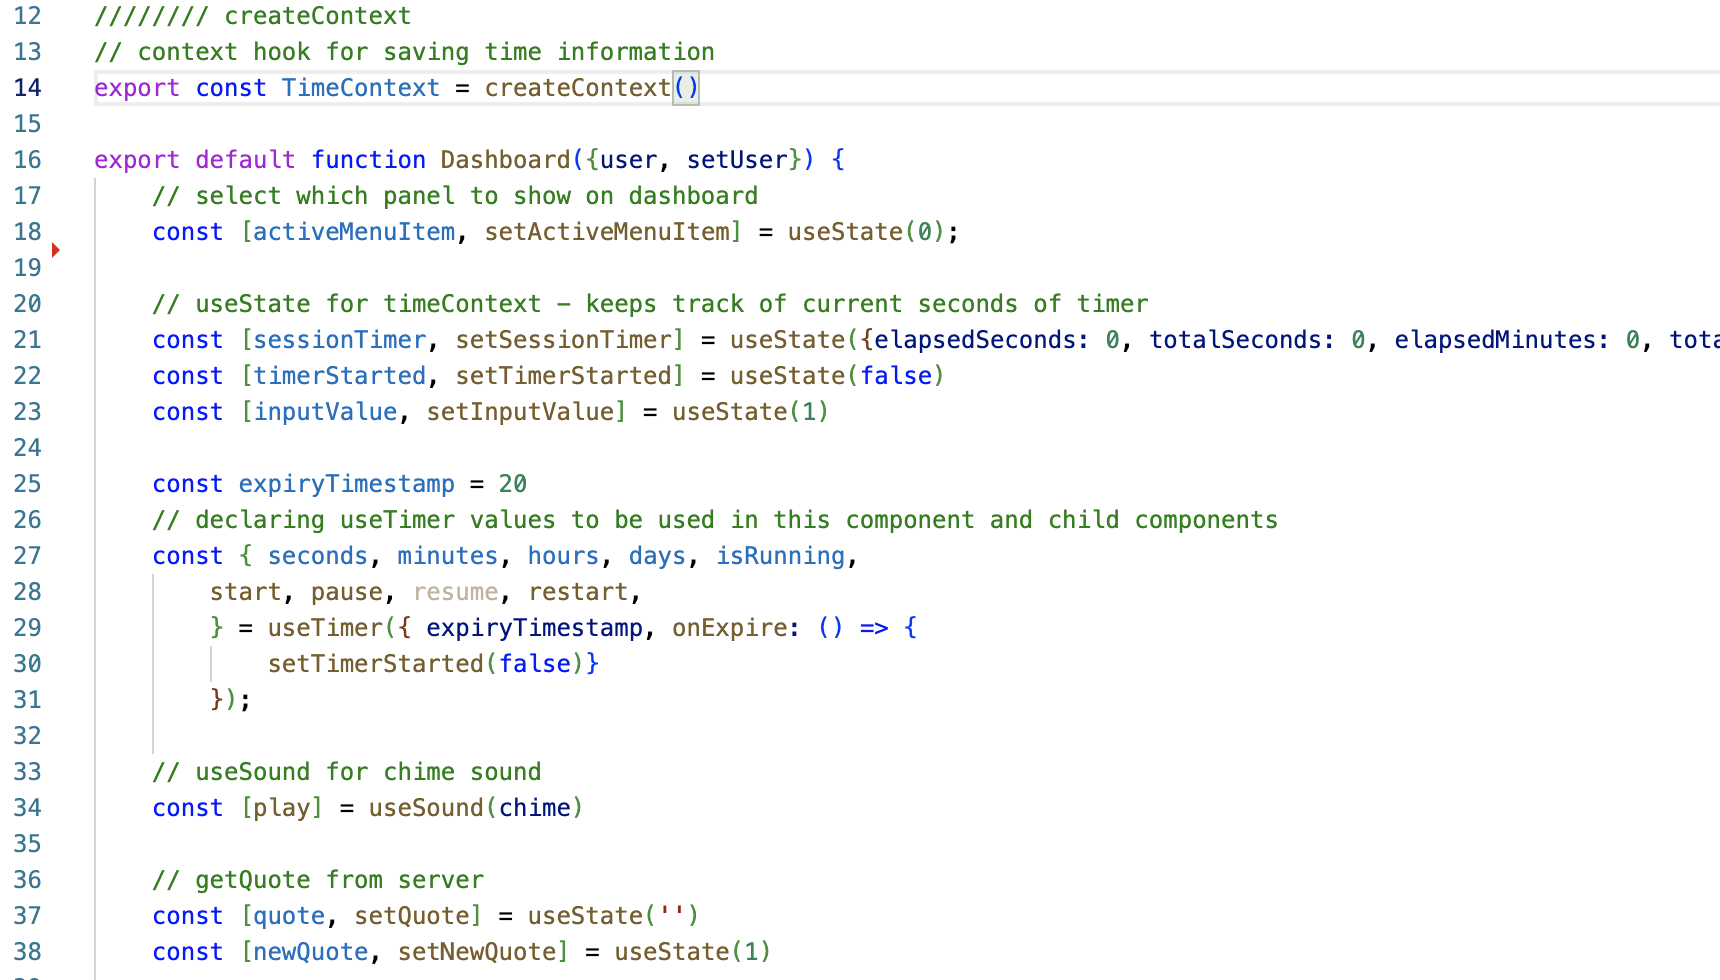 12 //////// createContext
13 // context hook for saving time information
14 export const TimeContext = createContext()
15
16 export default function Dashboard({user, setUser}) {
17 // select which panel to show on dashboard
18 const [activeMenuItem, setActiveMenuItem] = useState(0);
19
20 // useState for timeContext – keeps track of current seconds of timer
21 const [sessionTimer, setSessionTimer] = useState({elapsedSeconds: 0, totalSeconds: 0, elapsedMinutes: 0, tota
22 const [timerStarted, setTimerStarted] = useState(false)
23 const [inputValue, setInputValue] = useState(1)
24
25 const expiryTimestamp = 20
26 // declaring useTimer values to be used in this component and child components
27 const { seconds, minutes, hours, days, isRunning,
28 start, pause, resume, restart,
29 } = useTimer({ expiryTimestamp, onExpire: () => {
30 setTimerStarted(false)}
31 });
32
33 // useSound for chime sound
34 const [play] = useSound(chime)
35
36 // getQuote from server
37 const [quote, setQuote] = useState('')
38 const [newQuote, setNewQuote] = useState(1)